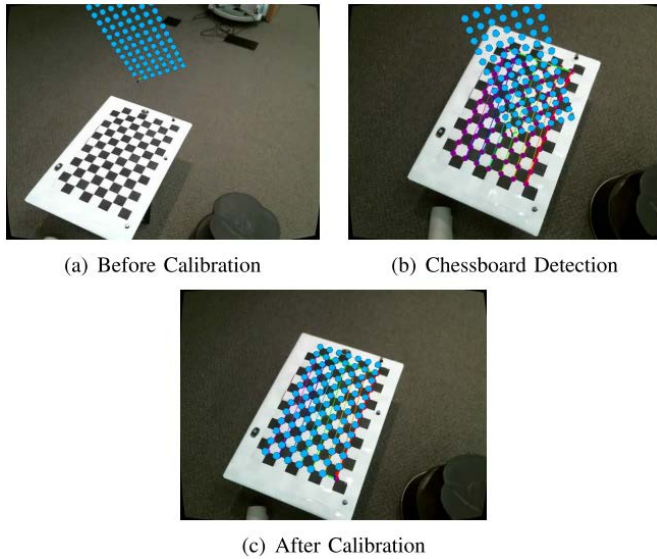 (a) Before Calibration
(b) Chessboard Detection
(c) After Calibration